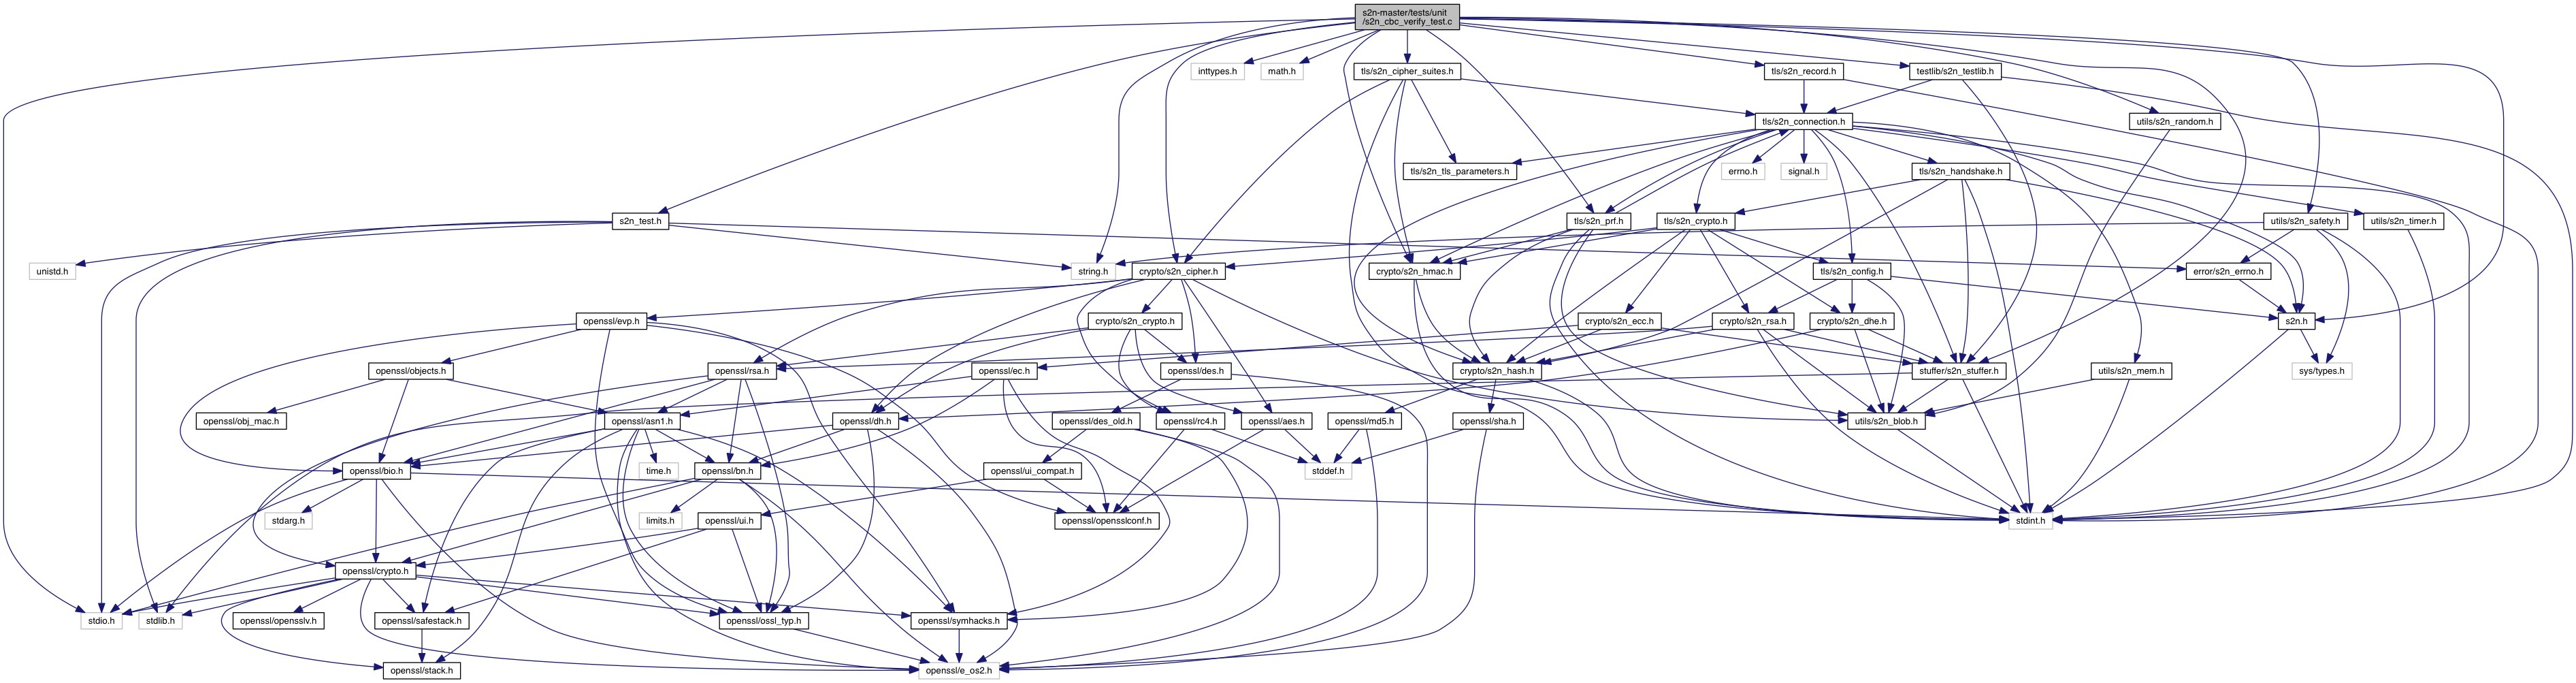 s2n-master/tests/unit
/s2n_cbc_verify_test.c
inttypes.h
math.h
tls/s2n_cipher_suites.h
tls/s2n_record.h
testlib/s2n_testlib.h
tls/s2n_connection.h
utils/s2n_random.h
tls/s2n_tls_parameters.h
errno.h
signal.h
tls/s2n_handshake.h
s2n_test.h
tls/s2n_prf.h
tls/s2n_crypto.h
utils/s2n_safety.h
utils/s2n_timer.h
unistd.h
string.h
crypto/s2n_cipher.h
crypto/s2n_hmac.h
tls/s2n_config.h
error/s2n_errno.h
openssl/evp.h
crypto/s2n_crypto.h
crypto/s2n_ecc.h
crypto/s2n_rsa.h
crypto/s2n_dhe.h
s2n.h
openssl/objects.h
openssl/rsa.h
openssl/ec.h
openssl/des.h
crypto/s2n_hash.h
stuffer/s2n_stuffer.h
utils/s2n_mem.h
sys/types.h
openssl/obj_mac.h
openssl/asn1.h
openssl/dh.h
openssl/des_old.h
openssl/rc4.h
openssl/aes.h
openssl/md5.h
openssl/sha.h
utils/s2n_blob.h
openssl/bio.h
time.h
openssl/bn.h
openssl/ui_compat.h
stddef.h
stdarg.h
limits.h
openssl/ui.h
openssl/opensslconf.h
stdint.h
openssl/crypto.h
stdio.h
stdlib.h
openssl/opensslv.h
openssl/safestack.h
openssl/ossl_typ.h
openssl/symhacks.h
openssl/stack.h
openssl/e_os2.h